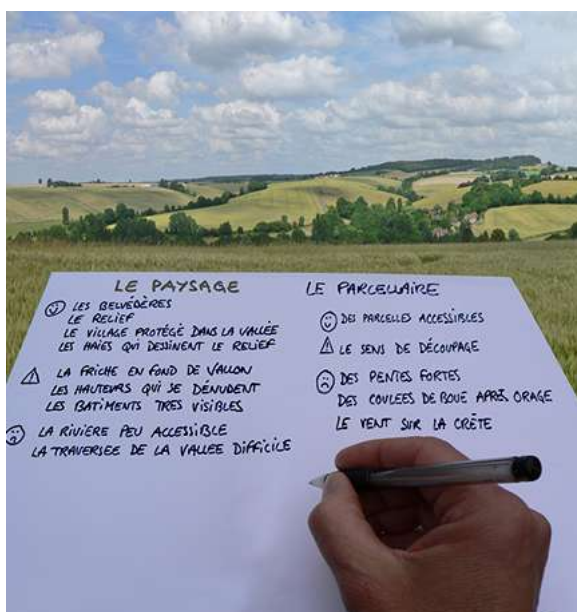 LE PAYSAGE
LES BELVÉDÈRES
LE RELIEF
LE VILLAGE PROTÉGÉ DANS LA VALLÉE
LES HAIES QUI DESSINENT LE RELIEF
LA FRICHE EN FOND DE VALLON
LES HAUTEURS QUI SE DÉNUDENT
LES BATIMENTS TRES VISIBLES
LA RIVIÈRE PEU ACCESSIBLE
LA TRAVERSEE DE LA VALLEE DIFFICILE
LE PARCELLAIRE
DES PARCELLES ACCESSIBLES
LE SENS DE DÉCOUPAGE
DES PENTES FORTES
DES COULEES DE BOUE APRÈS ORAGE
LE VENT SUR LA CRÊTE